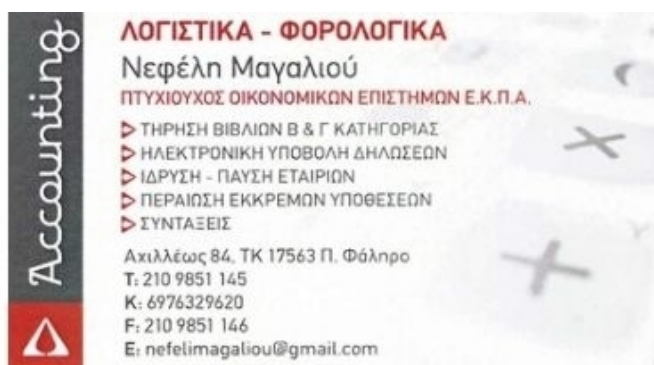 Accounting
ΛΟΓΙΣΤΙΚΑ - ΦΟΡΟΛΟΓΙΚΑ
Νεφέλη Μαγαλιού
ΠΤΥΧΙΟΥΧΟΣ ΟΙΚΟΝΟΜΙΚΩΝ ΕΠΙΣΤΗΜΩΝ Ε.Κ.Π.Α.
ΤΗΡΗΣΗ ΒΙΒΛΙΩΝ Β & Γ ΚΑΤΗΓΟΡΙΑΣ
ΗΛΕΚΤΡΟΝΙΚΗ ΥΠΟΒΟΛΗ ΔΗΛΩΣΕΩΝ
ΙΔΡΥΣΗ - ΠΑΥΣΗ ΕΤΑΙΡΙΩΝ
ΠΕΡΑΙΩΣΗ ΕΚΚΡΕΜΩΝ ΥΠΟΘΕΣΕΩΝ
ΣΥΝΤΑΞΕΙΣ
Αχιλλέως 84, ΤΚ 17563 Π. Φάληρο
T: 210 9851 145
K: 6976329620
F: 210 9851 146
E: nefelimagaliou@gmail.com